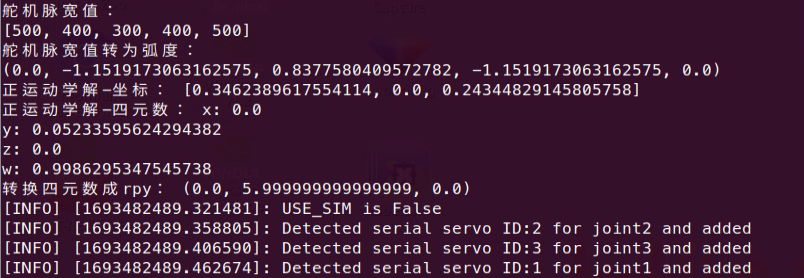 舵机脉宽值：
[500, 400, 300, 400, 500]
舵机脉宽值转为弧度：
(0.0, -1.1519173063162575, 0.8377580409572782, -1.1519173063162575, 0.0)
正运动学解-坐标： [0.3462389617554114, 0.0, 0.24344829145805758]
正运动学解-四元数： x: 0.0
y: 0.05233595624294382
z: 0.0
w: 0.9986295347545738
转换四元数成rpy： (0.0, 5.999999999999999, 0.0)
[INFO] [1693482489.321481]: USE_SIM is False
[INFO] [1693482489.358805]: Detected serial servo ID:2 for joint2 and added
[INFO] [1693482489.406590]: Detected serial servo ID:3 for joint3 and added
[INFO] [1693482489.462674]: Detected serial servo ID:1 for joint1 and added